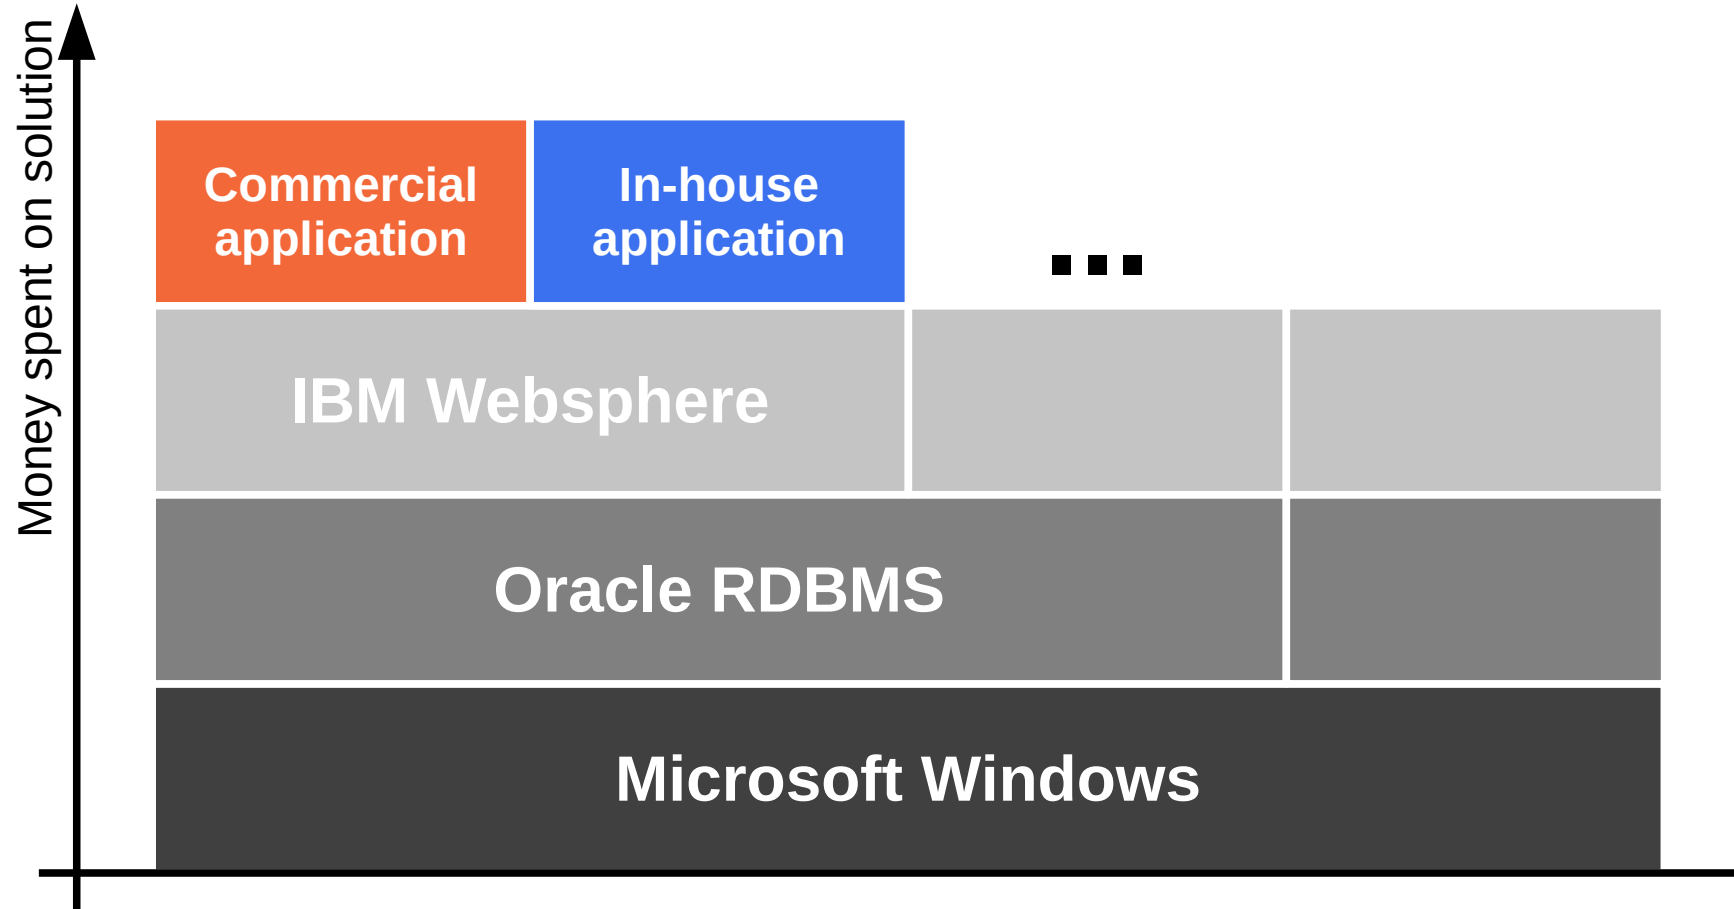 Money spent on solution
Commercial
application
In-house
application
...
IBM Websphere
Oracle RDBMS
Microsoft Windows